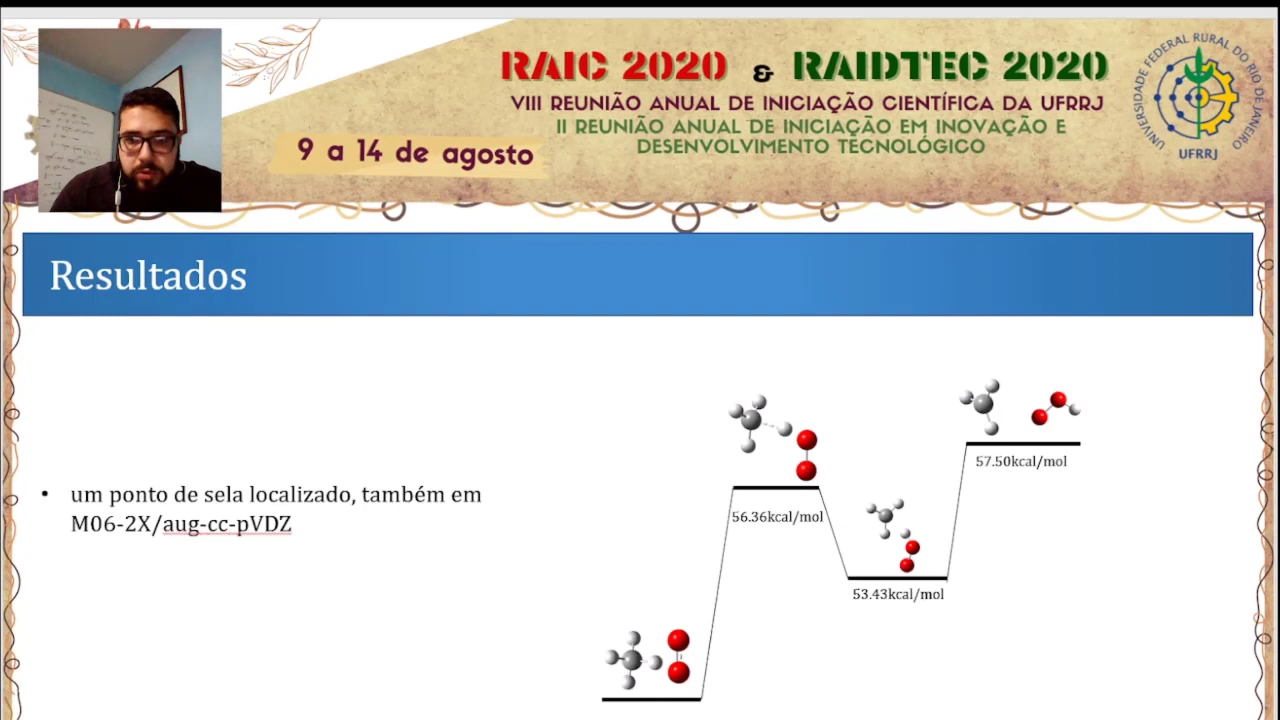 RAIC 2020 & RAIDTEC 2020
VIII REUNIÃO ANUAL DE INICIAÇÃO CIENTÍFICA DA UFRRJ
II REUNIÃO ANUAL DE INICIAÇÃO EM INOVAÇÃO E
DESENVOLVIMENTO TECNOLÓGICO
9 a 14 de agosto
UNIVERSIDADE FEDERAL RURAL DO RIO DE JANEIRO
UFRRJ
Resultados
• um ponto de sela localizado, também em
M06-2X/aug-cc-pVDZ
57.50kcal/mol
56.36kcal/mol
53.43kcal/mol